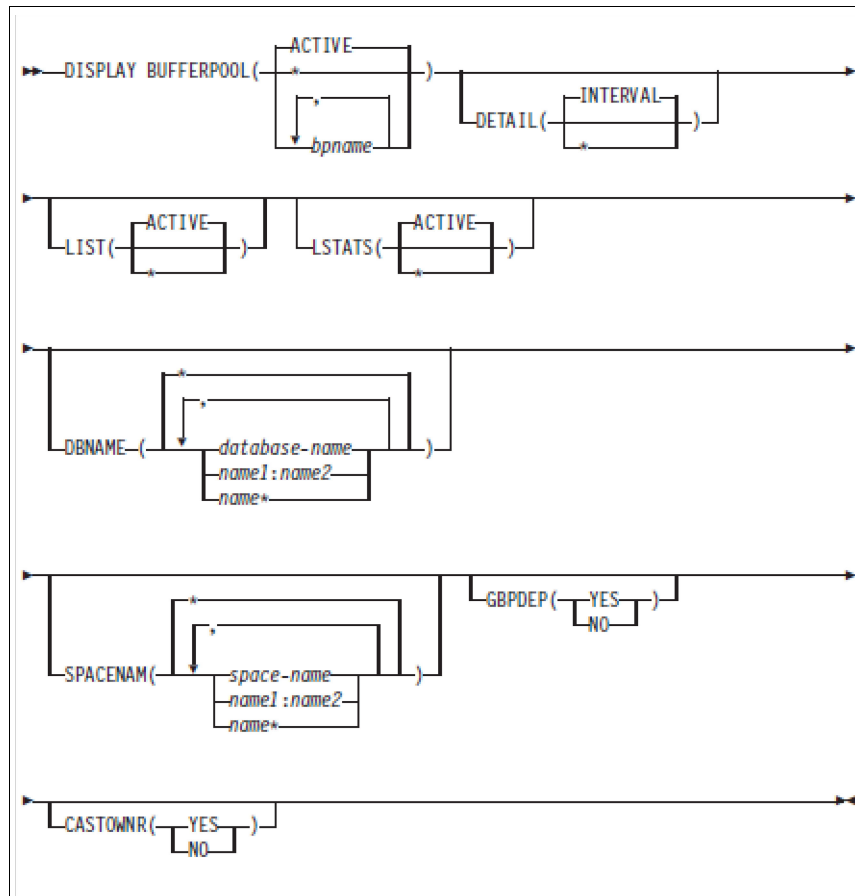 ACTIVE
DISPLAY BUFFERPOOL( * )
,
bpname
INTERVAL
DETAIL( )
*
ACTIVE
LIST( )
*
ACTIVE
LSTATS( )
*
*
,
DBNAME ( database-name )
name1:name2
name*
*
,
SPACENAM( space-name )
name1:name2
name*
GBPDEP( YES )
NO
CASTOWNR( YES )
NO